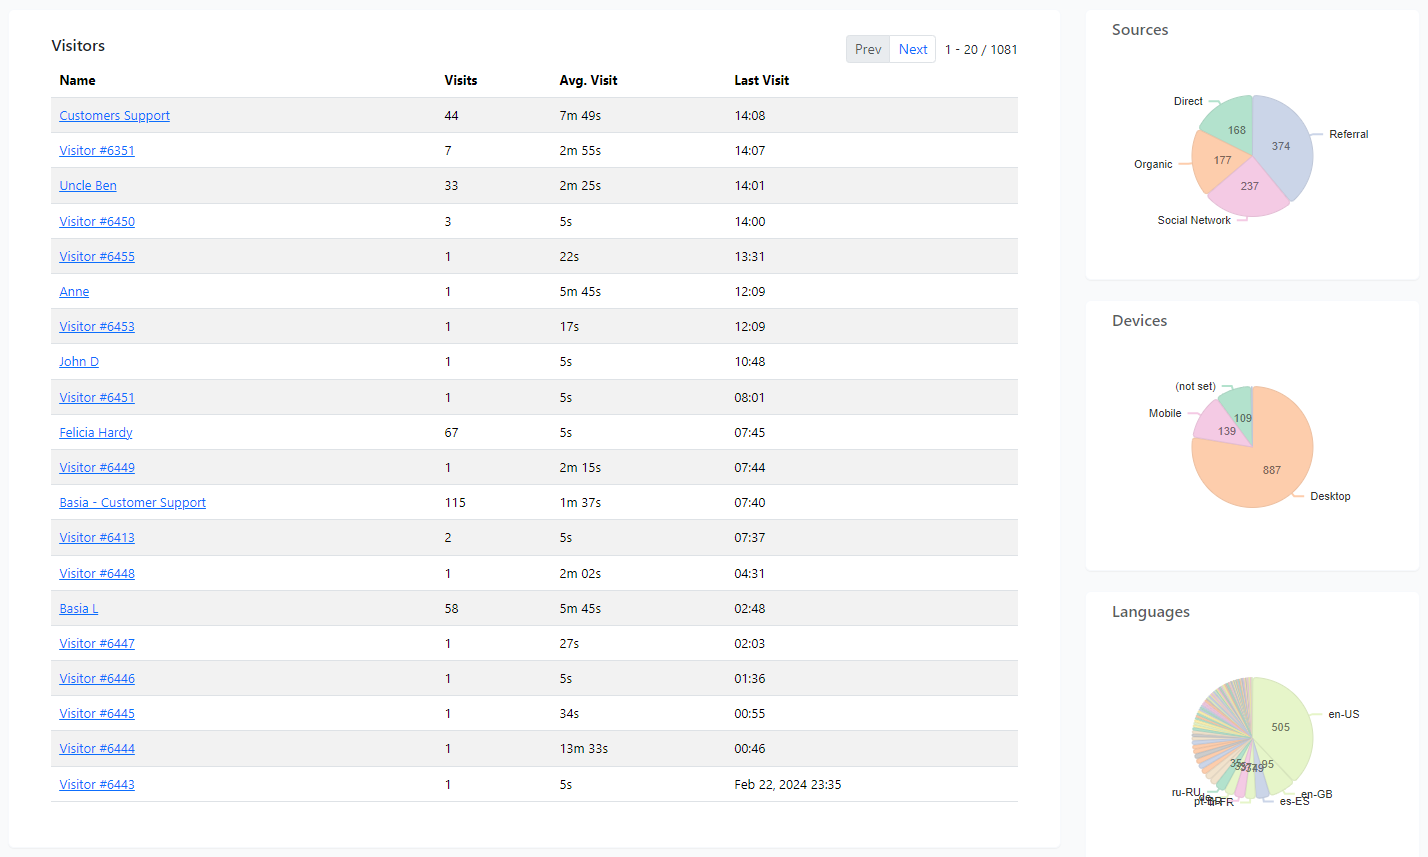 Visitors
Prev Next 1 - 20 / 1081
Name Visits Avg. Visit Last Visit
Customers Support 44 7m 49s 14:08
Visitor #6351 7 2m 55s 14:07
Uncle Ben 33 2m 25s 14:01
Visitor #6450 3 5s 14:00
Visitor #6455 1 22s 13:31
Anne 1 5m 45s 12:09
Visitor #6453 1 17s 12:09
John D 1 5s 10:48
Visitor #6451 1 5s 08:01
Felicia Hardy 67 5s 07:45
Visitor #6449 1 2m 15s 07:44
Basia - Customer Support 115 1m 37s 07:40
Visitor #6413 2 5s 07:37
Visitor #6448 1 2m 02s 04:31
Basia L 58 5m 45s 02:48
Visitor #6447 1 27s 02:03
Visitor #6446 1 5s 01:36
Visitor #6445 1 34s 00:55
Visitor #6444 1 13m 33s 00:46
Visitor #6443 1 5s Feb 22, 2024 23:35
Sources
Direct
168
374
Referral
Organic
177
237
Social Network
Devices
(not set)
Mobile
109
139
887
Desktop
Languages
en-US
505
95
ru-RU
en-GB
es-ES